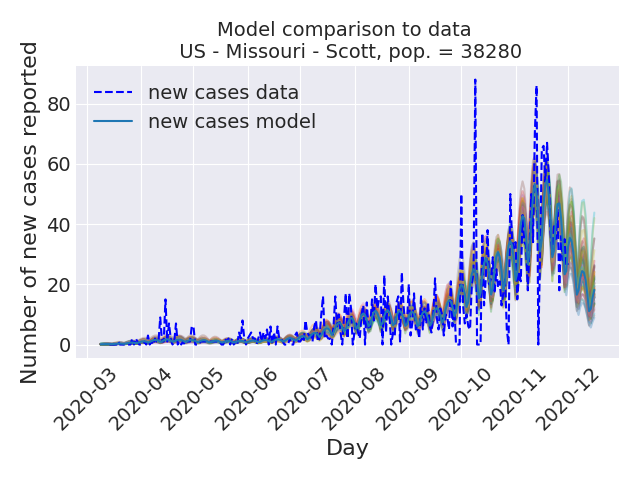 Model comparison to data
US - Missouri - Scott, pop. = 38280
new cases data
new cases model
Number of new cases reported
80
60
40
20
0
2020-03
2020-04
2020-05
2020-06
2020-07
2020-08
2020-09
2020-10
2020-11
2020-12
Day